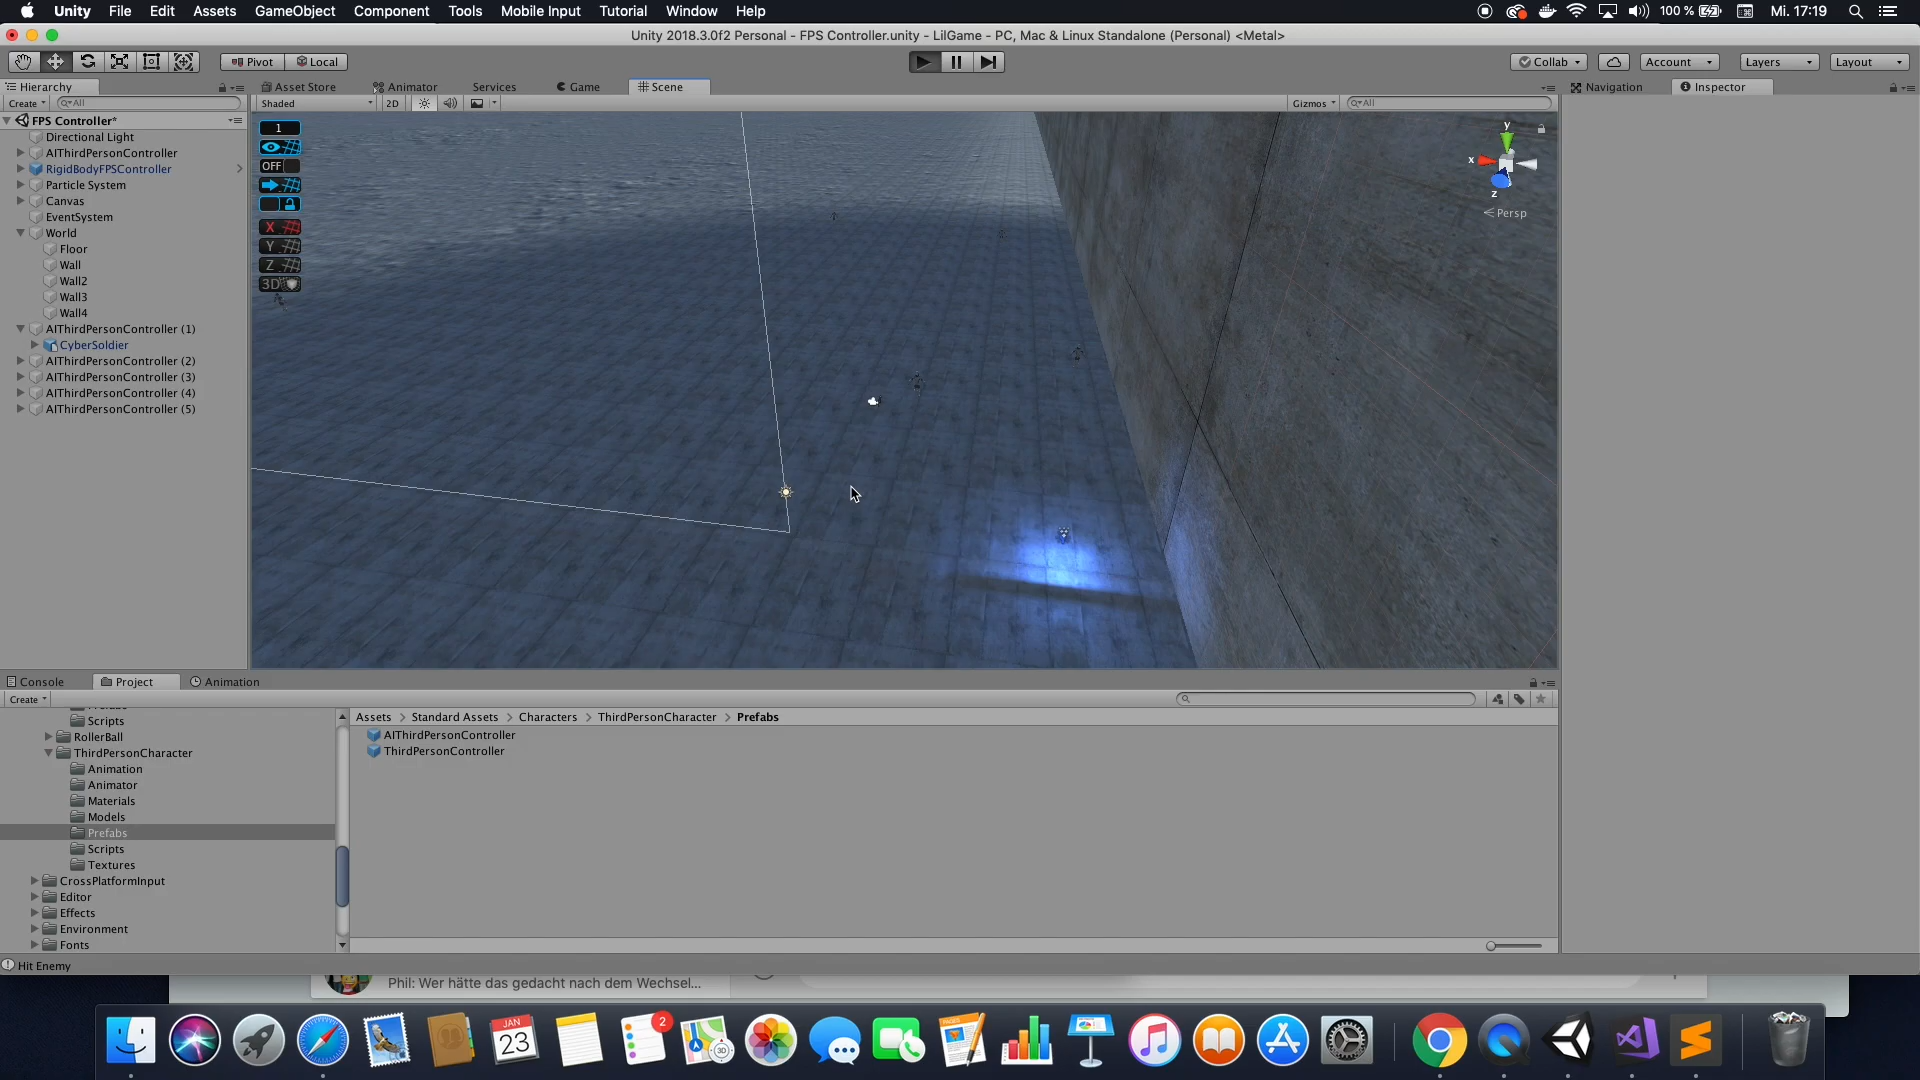 Unity File Edit Assets GameObject Component Tools Mobile Input Tutorial Window Help 100 % Mi. 17:19
Unity 2018.3.0f2 Personal - FPS Controller.unity - LilGame - PC, Mac & Linux Standalone (Personal) <Metal>
Pivot Local Collab Account Layers Layout
Hierarchy Asset Store Animator Services Game Scene Navigation Inspector
Create All Shaded 2D Gizmos All
FPS Controller*
Directional Light
AIThirdPersonController
RigidBodyFPSController
Particle System
Canvas
EventSystem
World
Floor
Wall
Wall2
Wall3
Wall4
AIThirdPersonController (1)
CyberSoldier
AIThirdPersonController (2)
AIThirdPersonController (3)
AIThirdPersonController (4)
AIThirdPersonController (5)
1
OFF
X
Y
Z
3D
y
x
z
Persp
Console Project Animation
Create
Scripts
RollerBall
ThirdPersonCharacter
Animation
Animator
Materials
Models
Prefabs
Scripts
Textures
CrossPlatformInput
Editor
Effects
Environment
Fonts
Assets > Standard Assets > Characters > ThirdPersonCharacter > Prefabs
AIThirdPersonController
ThirdPersonController
Hit Enemy
Phil: Wer hätte das gedacht nach dem Wechsel...
JAN
23
2
3D
PAGES